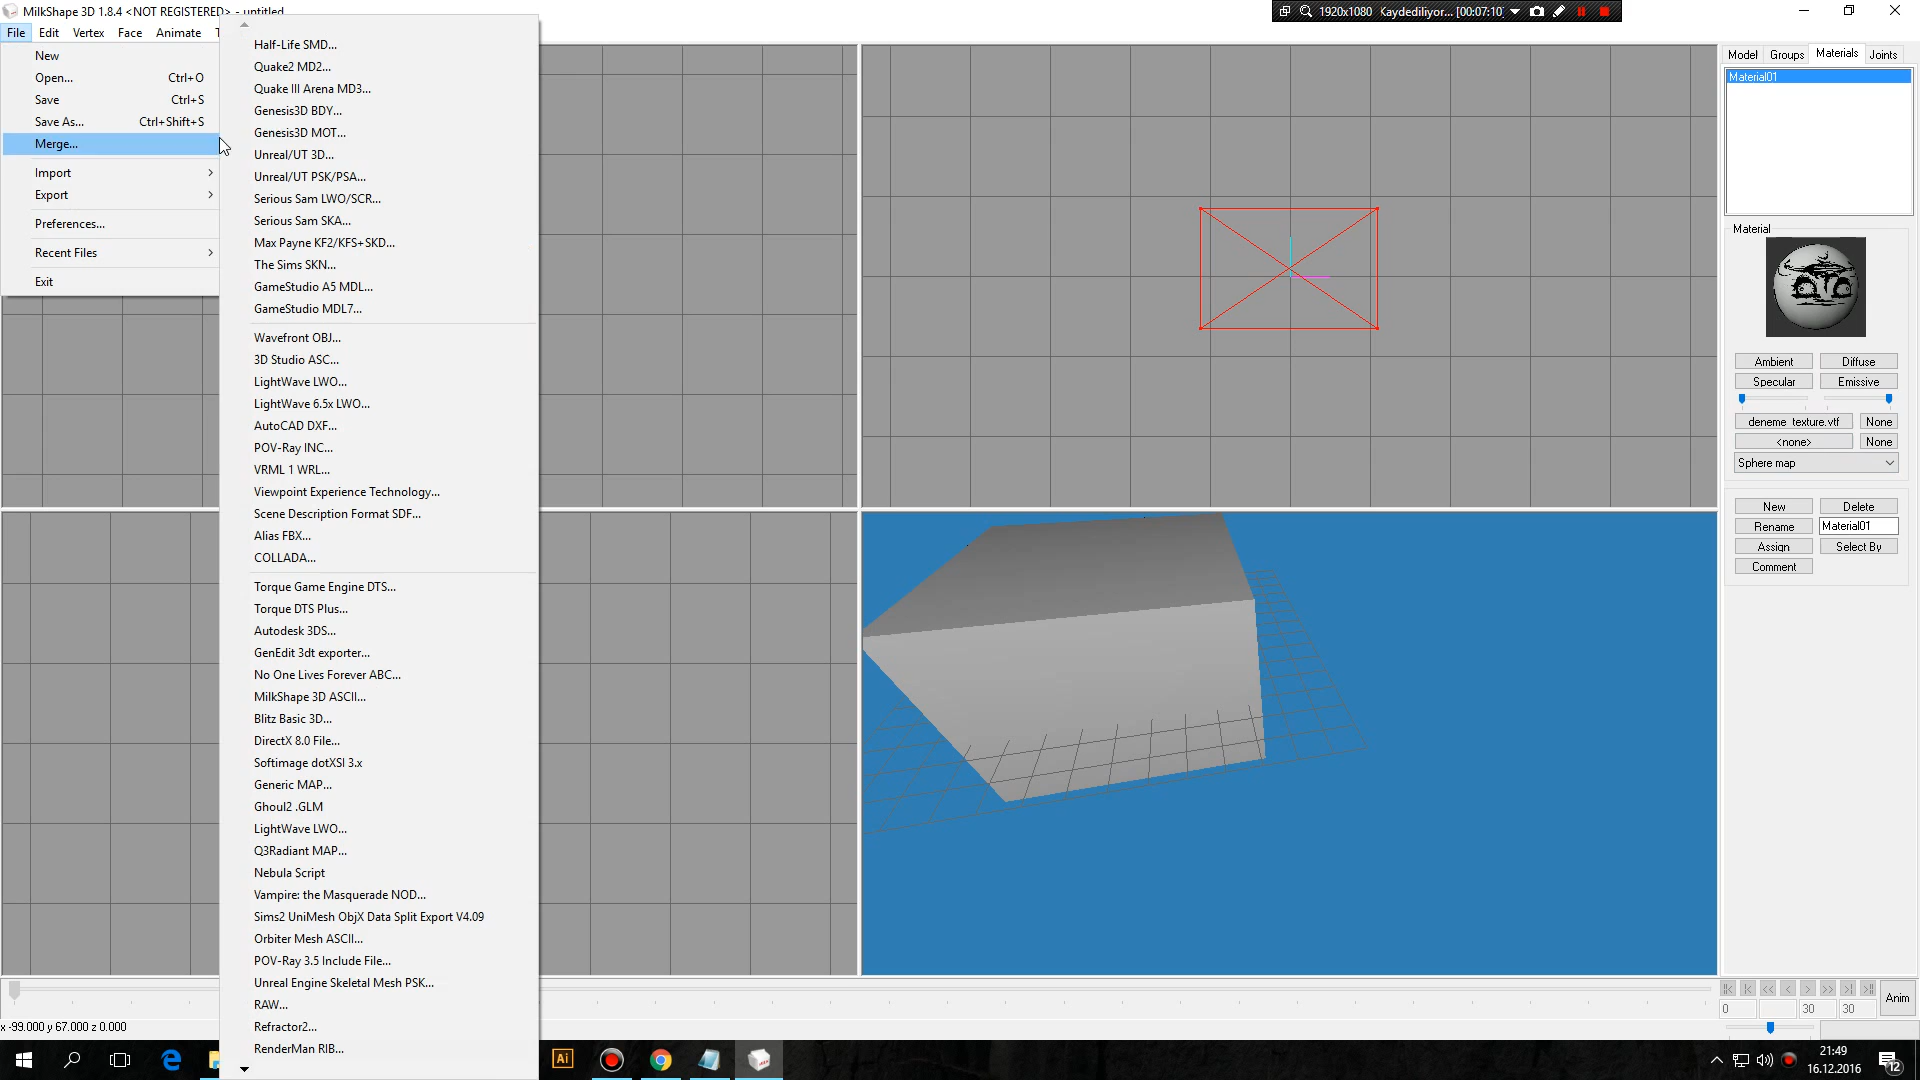 MilkShape 3D 1.8.4 <NOT REGISTERED> - untitled
1920x1080 Kaydediliyor... [00:07:10]
File Edit Vertex Face Animate
New
Open... Ctrl+O
Save Ctrl+S
Save As... Ctrl+Shift+S
Merge...
Import
Export
Preferences...
Recent Files
Exit
Half-Life SMD...
Quake2 MD2...
Quake III Arena MD3...
Genesis3D BDY...
Genesis3D MOT...
Unreal/UT 3D...
Unreal/UT PSK/PSA...
Serious Sam LWO/SCR...
Serious Sam SKA...
Max Payne KF2/KFS+SKD...
The Sims SKN...
GameStudio A5 MDL...
GameStudio MDL7...
Wavefront OBJ...
3D Studio ASC...
LightWave LWO...
LightWave 6.5x LWO...
AutoCAD DXF...
POV-Ray INC...
VRML 1 WRL...
Viewpoint Experience Technology...
Scene Description Format SDF...
Alias FBX...
COLLADA...
Torque Game Engine DTS...
Torque DTS Plus...
Autodesk 3DS...
GenEdit 3dt exporter...
No One Lives Forever ABC...
MilkShape 3D ASCII...
Blitz Basic 3D...
DirectX 8.0 File...
Softimage dotXSI 3.x
Generic MAP...
Ghoul2 .GLM
LightWave LWO...
Q3Radiant MAP...
Nebula Script
Vampire: the Masquerade NOD...
Sims2 UniMesh ObjX Data Split Export V4.09
Orbiter Mesh ASCII...
POV-Ray 3.5 Include File...
Unreal Engine Skeletal Mesh PSK...
RAW...
Refractor2...
RenderMan RIB...
Model Groups Materials Joints
Material01
Material
Ambient Diffuse
Specular Emissive
deneme_texture.vtf None
<none> None
Sphere map
New Delete
Rename Material01
Assign Select By
Comment
Anim
0 30 30
x -99.000 y 67.000 z 0.000
Ai
21:49
16.12.2016
12